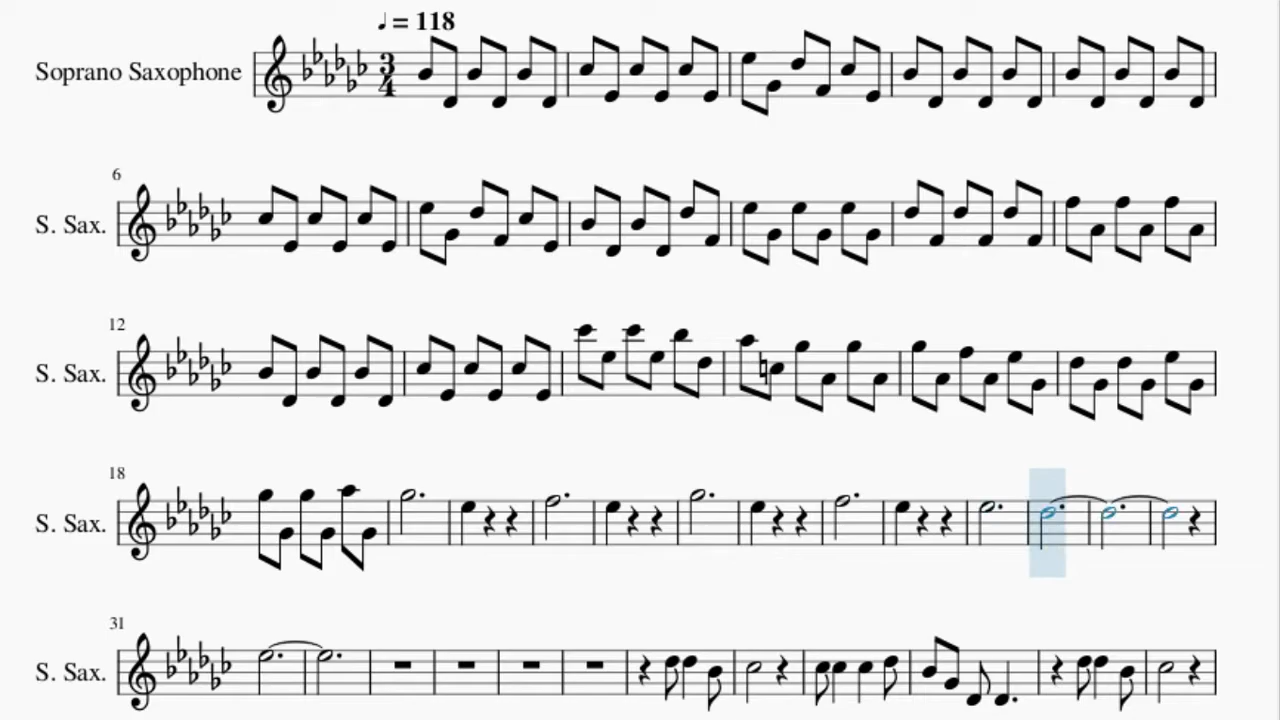 ♩ = 118
Soprano Saxophone
3
4
6
S. Sax.
12
S. Sax.
18
S. Sax.
31
S. Sax.